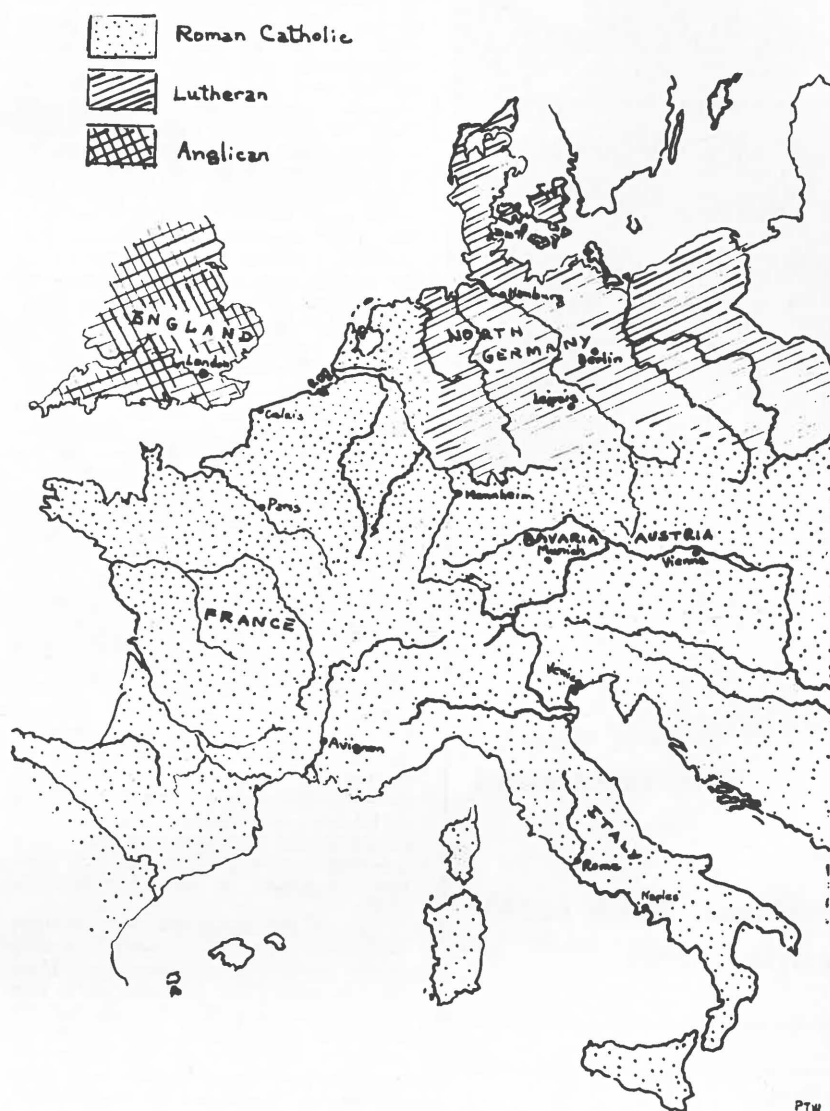 Roman Catholic
Lutheran
Anglican
ENGLAND
London
Hamburg
NORTH
GERMANY
Berlin
Leipzig
Calais
Paris
Mannheim
BAVARIA
Munich
AUSTRIA
Vienna
FRANCE
Venice
Avignon
ITALY
Rome
Naples
PTW